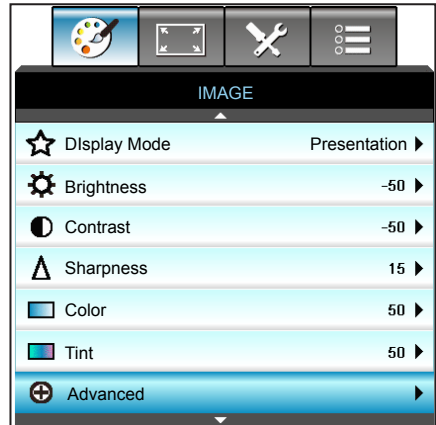 IMAGE
DIsplay Mode Presentation
Brightness -50
Contrast -50
Sharpness 15
Color 50
Tint 50
Advanced